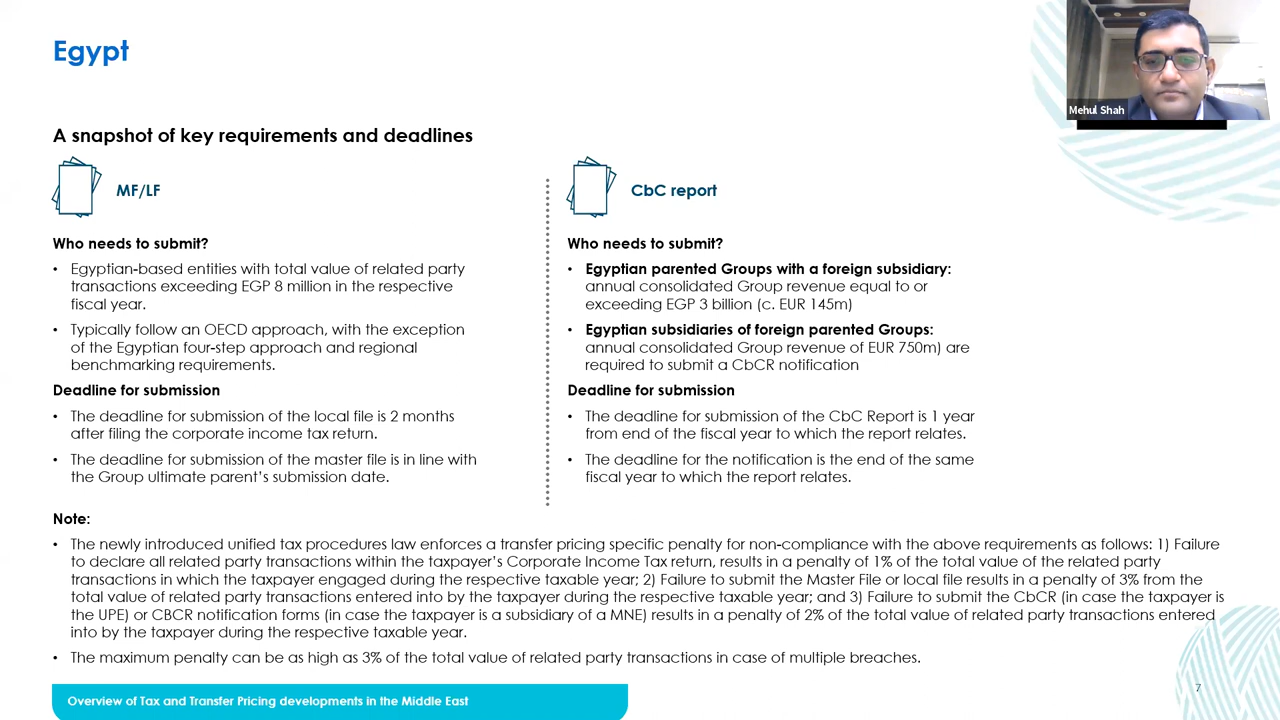 Egypt
Mehul Shah
A snapshot of key requirements and deadlines
MF/LF
Who needs to submit?
• Egyptian-based entities with total value of related party
transactions exceeding EGP 8 million in the respective
fiscal year.
• Typically follow an OECD approach, with the exception
of the Egyptian four-step approach and regional
benchmarking requirements.
Deadline for submission
• The deadline for submission of the local file is 2 months
after filing the corporate income tax return.
• The deadline for submission of the master file is in line with
the Group ultimate parent's submission date.
CbC report
Who needs to submit?
• Egyptian parented Groups with a foreign subsidiary:
annual consolidated Group revenue equal to or
exceeding EGP 3 billion (c. EUR 145m)
• Egyptian subsidiaries of foreign parented Groups:
annual consolidated Group revenue of EUR 750m) are
required to submit a CbCR notification
Deadline for submission
• The deadline for submission of the CbC Report is 1 year
from end of the fiscal year to which the report relates.
• The deadline for the notification is the end of the same
fiscal year to which the report relates.
Note:
• The newly introduced unified tax procedures law enforces a transfer pricing specific penalty for non-compliance with the above requirements as follows: 1) Failure
to declare all related party transactions within the taxpayer's Corporate Income Tax return, results in a penalty of 1% of the total value of the related party
transactions in which the taxpayer engaged during the respective taxable year; 2) Failure to submit the Master File or local file results in a penalty of 3% from the
total value of related party transactions entered into by the taxpayer during the respective taxable year; and 3) Failure to submit the CbCR (in case the taxpayer is
the UPE) or CBCR notification forms (in case the taxpayer is a subsidiary of a MNE) results in a penalty of 2% of the total value of related party transactions entered
into by the taxpayer during the respective taxable year.
• The maximum penalty can be as high as 3% of the total value of related party transactions in case of multiple breaches.
Overview of Tax and Transfer Pricing developments in the Middle East
7